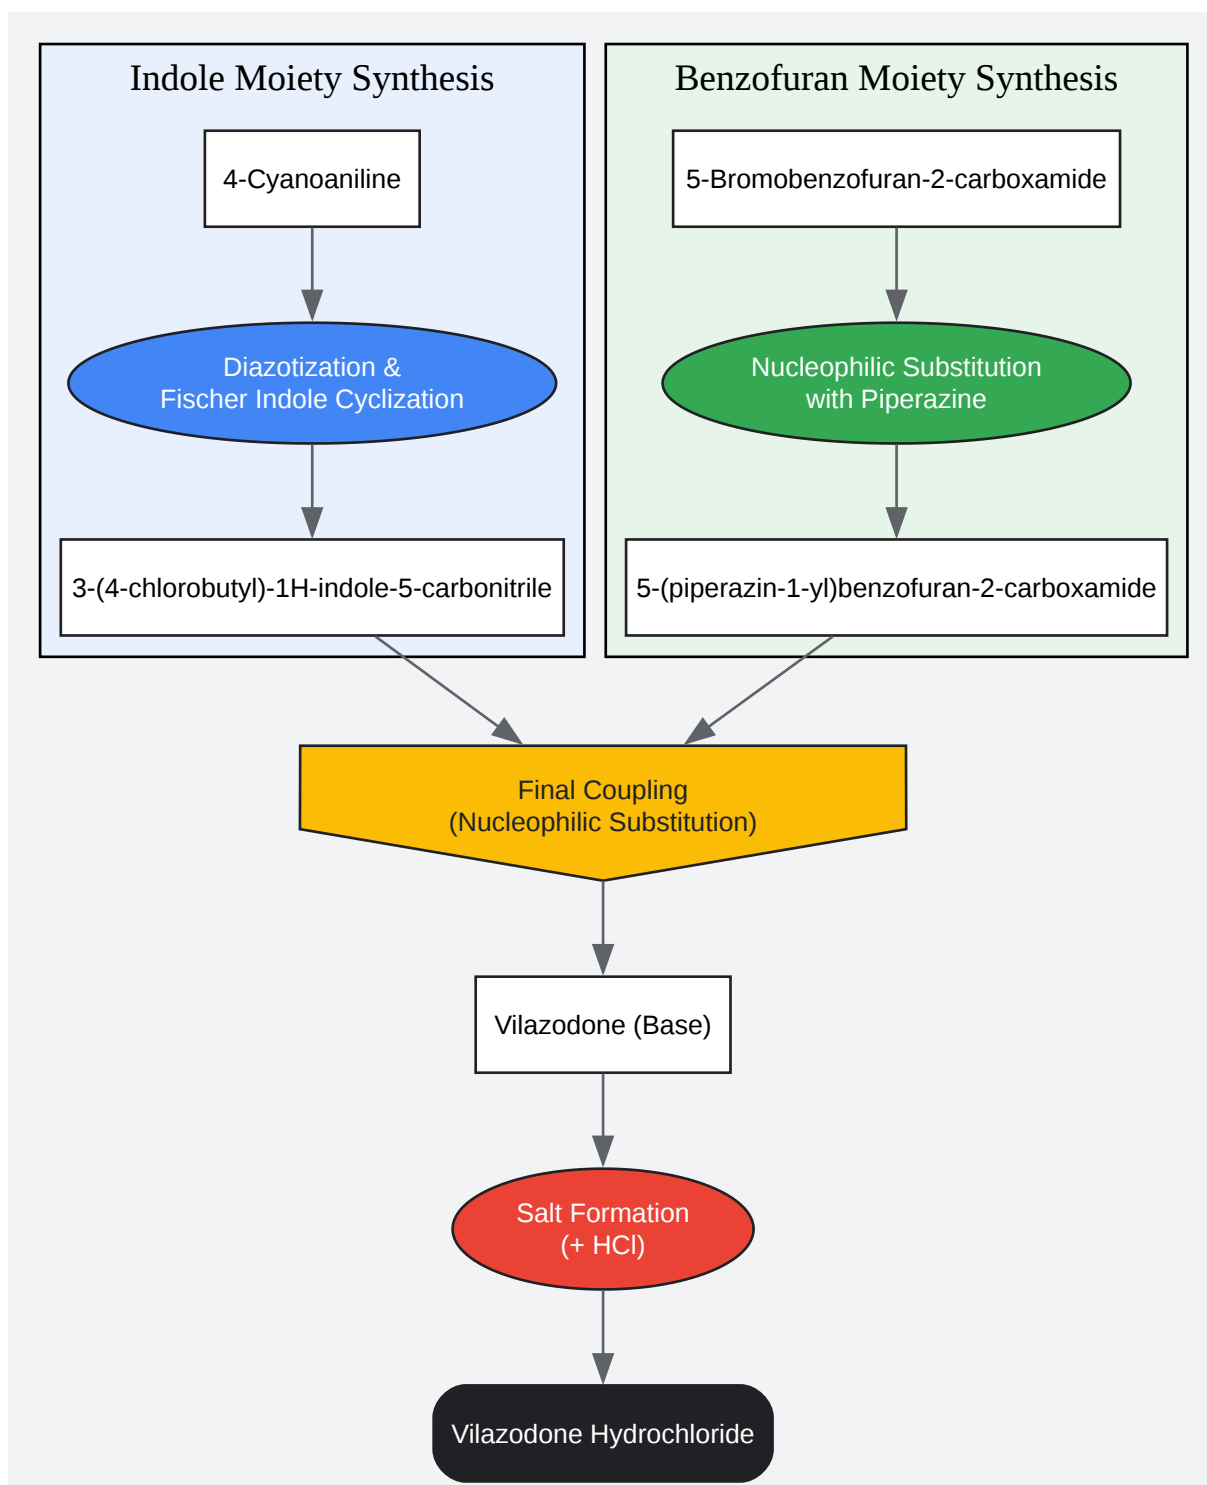 Indole Moiety Synthesis
4-Cyanoaniline
Diazotization &
Fischer Indole Cyclization
3-(4-chlorobutyl)-1H-indole-5-carbonitrile
Benzofuran Moiety Synthesis
5-Bromobenzofuran-2-carboxamide
Nucleophilic Substitution
with Piperazine
5-(piperazin-1-yl)benzofuran-2-carboxamide
Final Coupling
(Nucleophilic Substitution)
Vilazodone (Base)
Salt Formation
(+ HCl)
Vilazodone Hydrochloride